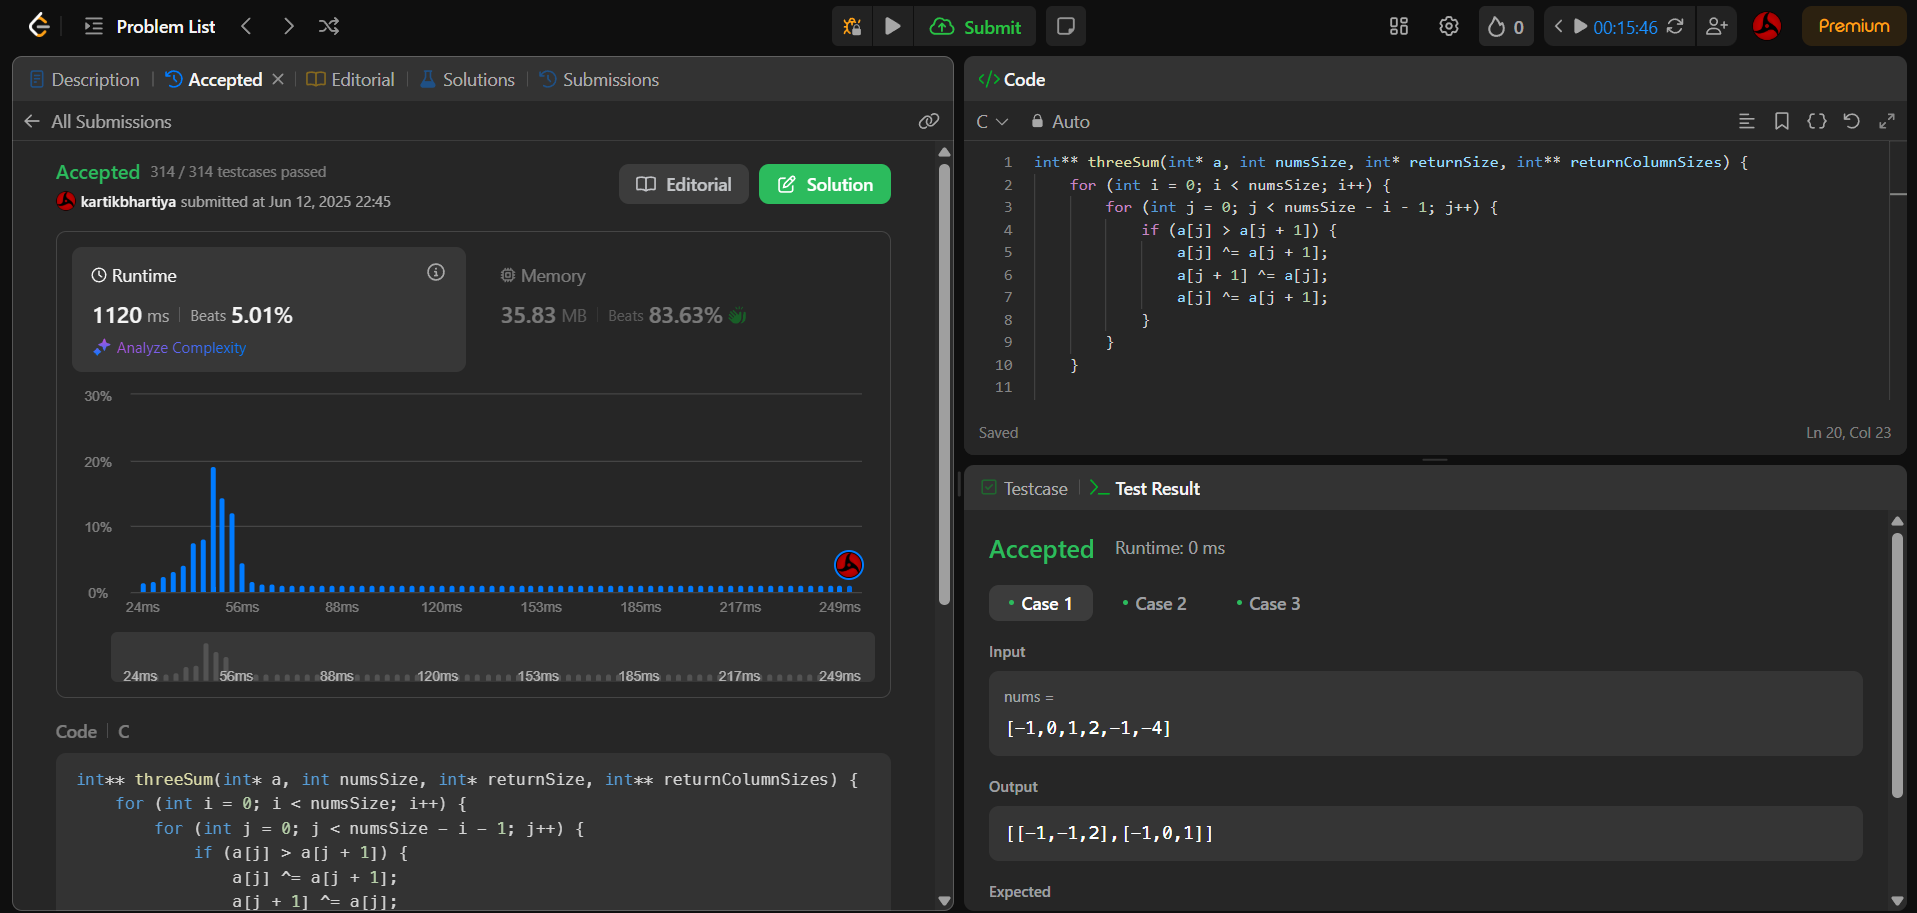 Problem List
Submit
0
00:15:46
Premium
Description
Accepted
Editorial
Solutions
Submissions
All Submissions
Accepted 314 / 314 testcases passed
kartikbhartiya submitted at Jun 12, 2025 22:45
Editorial
Solution
Runtime
1120 ms Beats 5.01%
Analyze Complexity
Memory
35.83 MB Beats 83.63%
30%
20%
10%
0%
24ms 56ms 88ms 120ms 153ms 185ms 217ms 249ms
24ms 56ms 88ms 120ms 153ms 185ms 217ms 249ms
Code C
int** threeSum(int* a, int numsSize, int* returnSize, int** returnColumnSizes) {
for (int i = 0; i < numsSize; i++) {
for (int j = 0; j < numsSize - i - 1; j++) {
if (a[j] > a[j + 1]) {
a[j] ^= a[j + 1];
a[j + 1] ^= a[j];
</> Code
C Auto
1 int** threeSum(int* a, int numsSize, int* returnSize, int** returnColumnSizes) {
2 for (int i = 0; i < numsSize; i++) {
3 for (int j = 0; j < numsSize - i - 1; j++) {
4 if (a[j] > a[j + 1]) {
5 a[j] ^= a[j + 1];
6 a[j + 1] ^= a[j];
7 a[j] ^= a[j + 1];
8 }
9 }
10 }
11
Saved
Ln 20, Col 23
Testcase
Test Result
Accepted Runtime: 0 ms
Case 1
Case 2
Case 3
Input
nums =
[-1,0,1,2,-1,-4]
Output
[[-1,-1,2],[-1,0,1]]
Expected